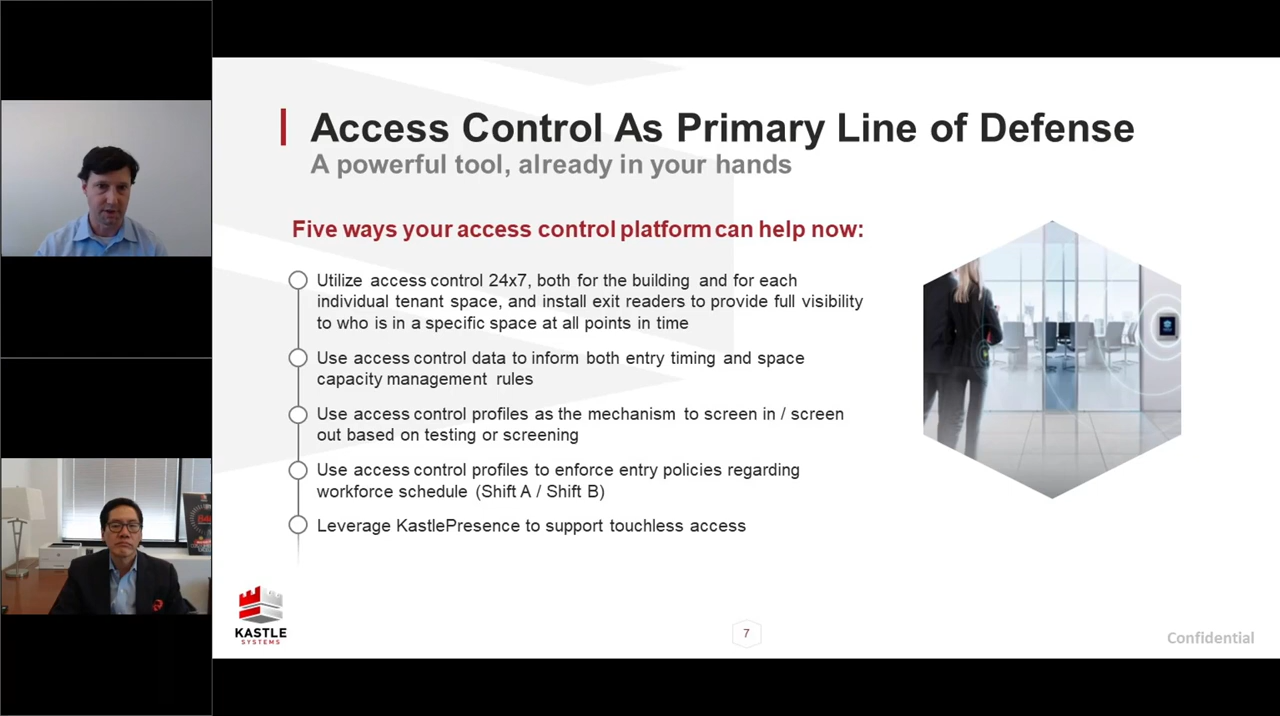 Access Control As Primary Line of Defense
A powerful tool, already in your hands
Five ways your access control platform can help now:
Utilize access control 24x7, both for the building and for each
individual tenant space, and install exit readers to provide full visibility
to who is in a specific space at all points in time
Use access control data to inform both entry timing and space
capacity management rules
Use access control profiles as the mechanism to screen in / screen
out based on testing or screening
Use access control profiles to enforce entry policies regarding
workforce schedule (Shift A / Shift B)
Leverage KastlePresence to support touchless access
KASTLE
SYSTEMS
7
Confidential